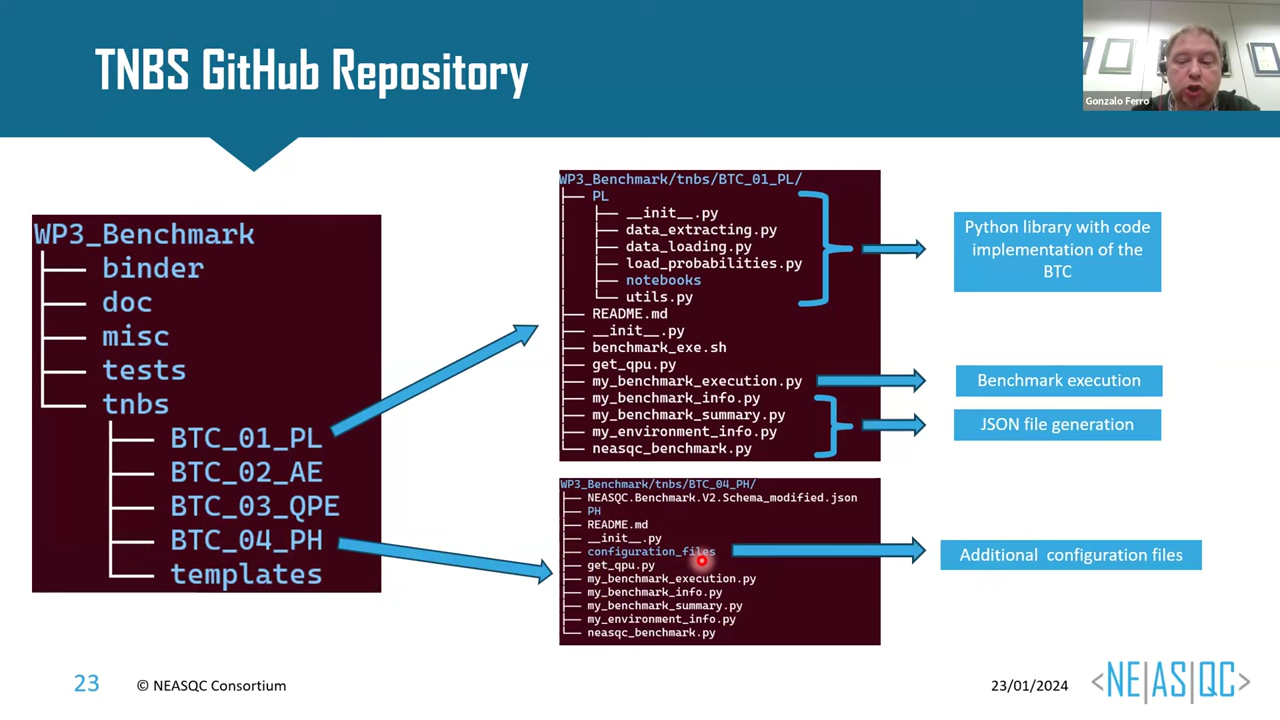 TNBS GitHub Repository
Gonzalo Ferro
WP3_Benchmark
binder
doc
misc
tests
tnbs
BTC_01_PL
BTC_02_AE
BTC_03_QPE
BTC_04_PH
templates
WP3_Benchmark/tnbs/BTC_01_PL/
PL
__init__.py
data_extracting.py
data_loading.py
load_probabilities.py
notebooks
utils.py
README.md
__init__.py
benchmark_exe.sh
get_qpu.py
my_benchmark_execution.py
my_benchmark_info.py
my_benchmark_summary.py
my_environment_info.py
neasqc_benchmark.py
Python library with code
implementation of the
BTC
Benchmark execution
JSON file generation
WP3_Benchmark/tnbs/BTC_04_PH/
NEASQC.Benchmark.V2.Schema_modified.json
PH
README.md
__init__.py
configuration_files
get_qpu.py
my_benchmark_execution.py
my_benchmark_info.py
my_benchmark_summary.py
my_environment_info.py
neasqc_benchmark.py
Additional configuration files
23
© NEASQC Consortium
23/01/2024
<NE|AS|QC>